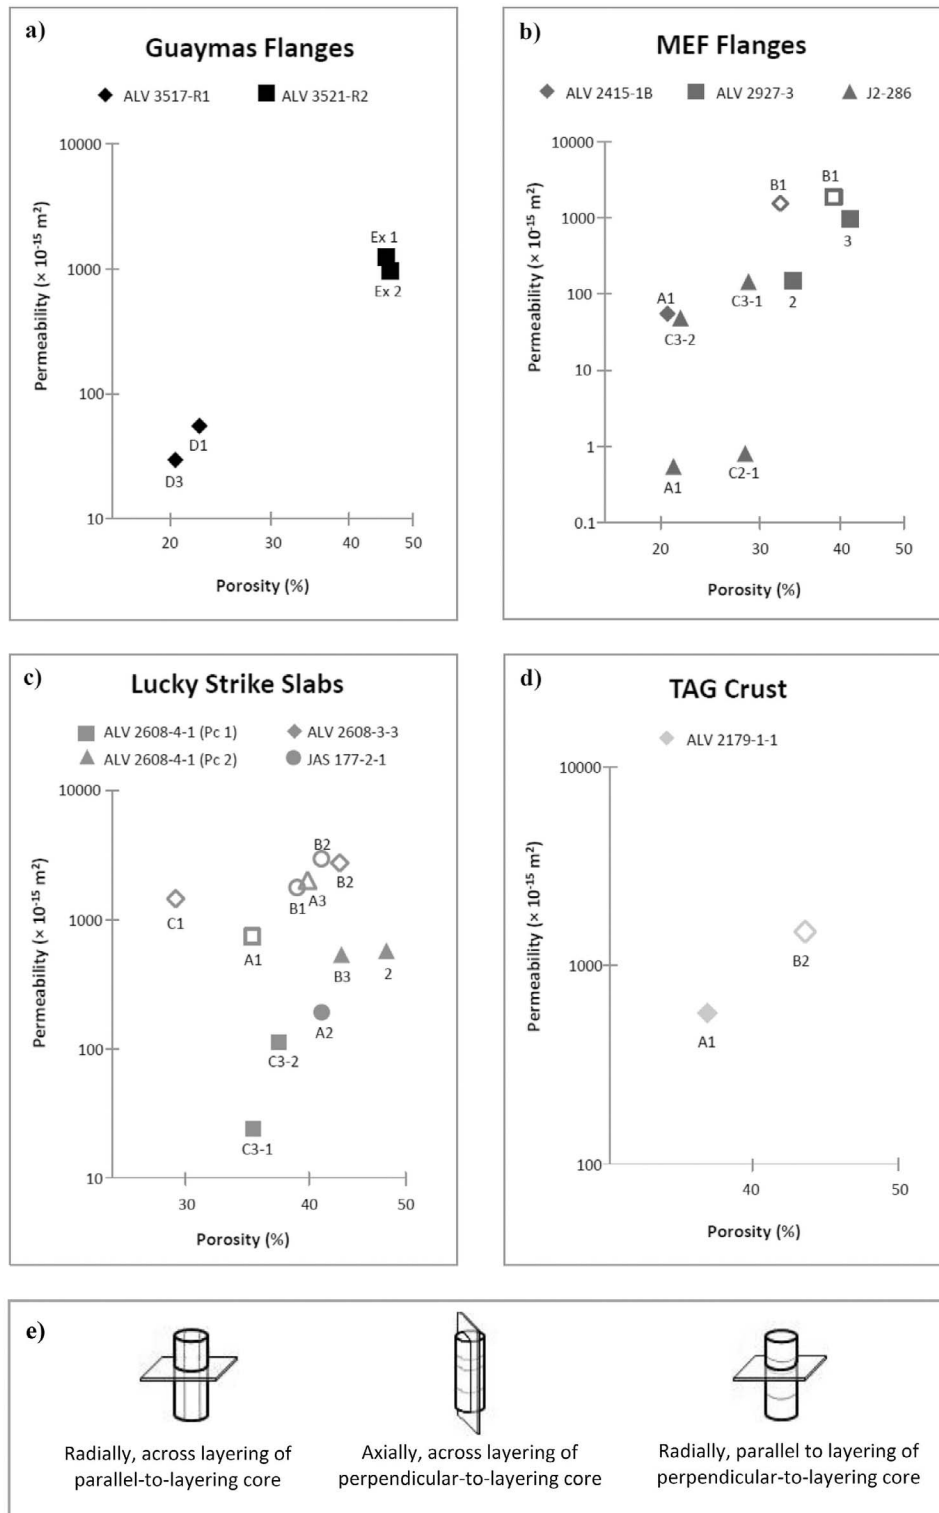 a)
Guaymas Flanges
ALV 3517-R1 ALV 3521-R2
Permeability (× 10⁻¹⁵ m²)
10000
1000
100
10
Ex 1
Ex 2
D1
D3
20 30 40 50
Porosity (%)
b)
MEF Flanges
ALV 2415-1B ALV 2927-3 J2-286
Permeability (× 10⁻¹⁵ m²)
10000
1000
100
10
1
0.1
B1
B1
3
2
C3-1
A1
C3-2
C2-1
A1
20 30 40 50
Porosity (%)
c)
Lucky Strike Slabs
ALV 2608-4-1 (Pc 1) ALV 2608-3-3
ALV 2608-4-1 (Pc 2) JAS 177-2-1
Permeability (× 10⁻¹⁵ m²)
10000
1000
100
10
B2
B2
A3
B1
C1
A1
B3
2
A2
C3-2
C3-1
30 40 50
Porosity (%)
d)
TAG Crust
ALV 2179-1-1
Permeability (× 10⁻¹⁵ m²)
10000
1000
100
B2
A1
40 50
Porosity (%)
e)
Radially, across layering of
parallel-to-layering core
Axially, across layering of
perpendicular-to-layering core
Radially, parallel to layering of
perpendicular-to-layering core